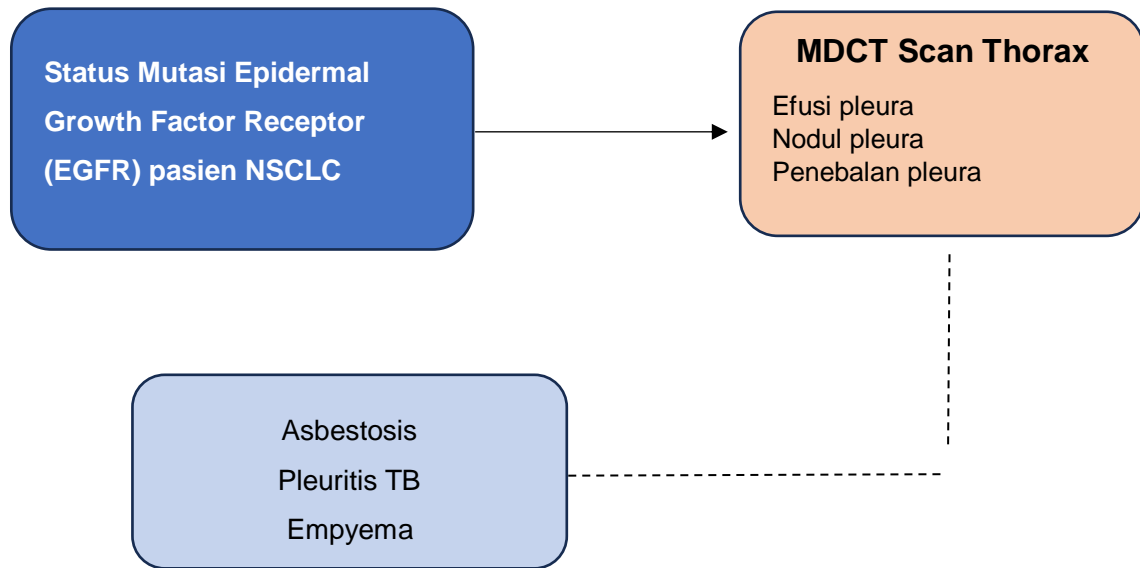 Status Mutasi Epidermal
Growth Factor Receptor
(EGFR) pasien NSCLC
MDCT Scan Thorax
Efusi pleura
Nodul pleura
Penebalan pleura
Asbestosis
Pleuritis TB
Empyema